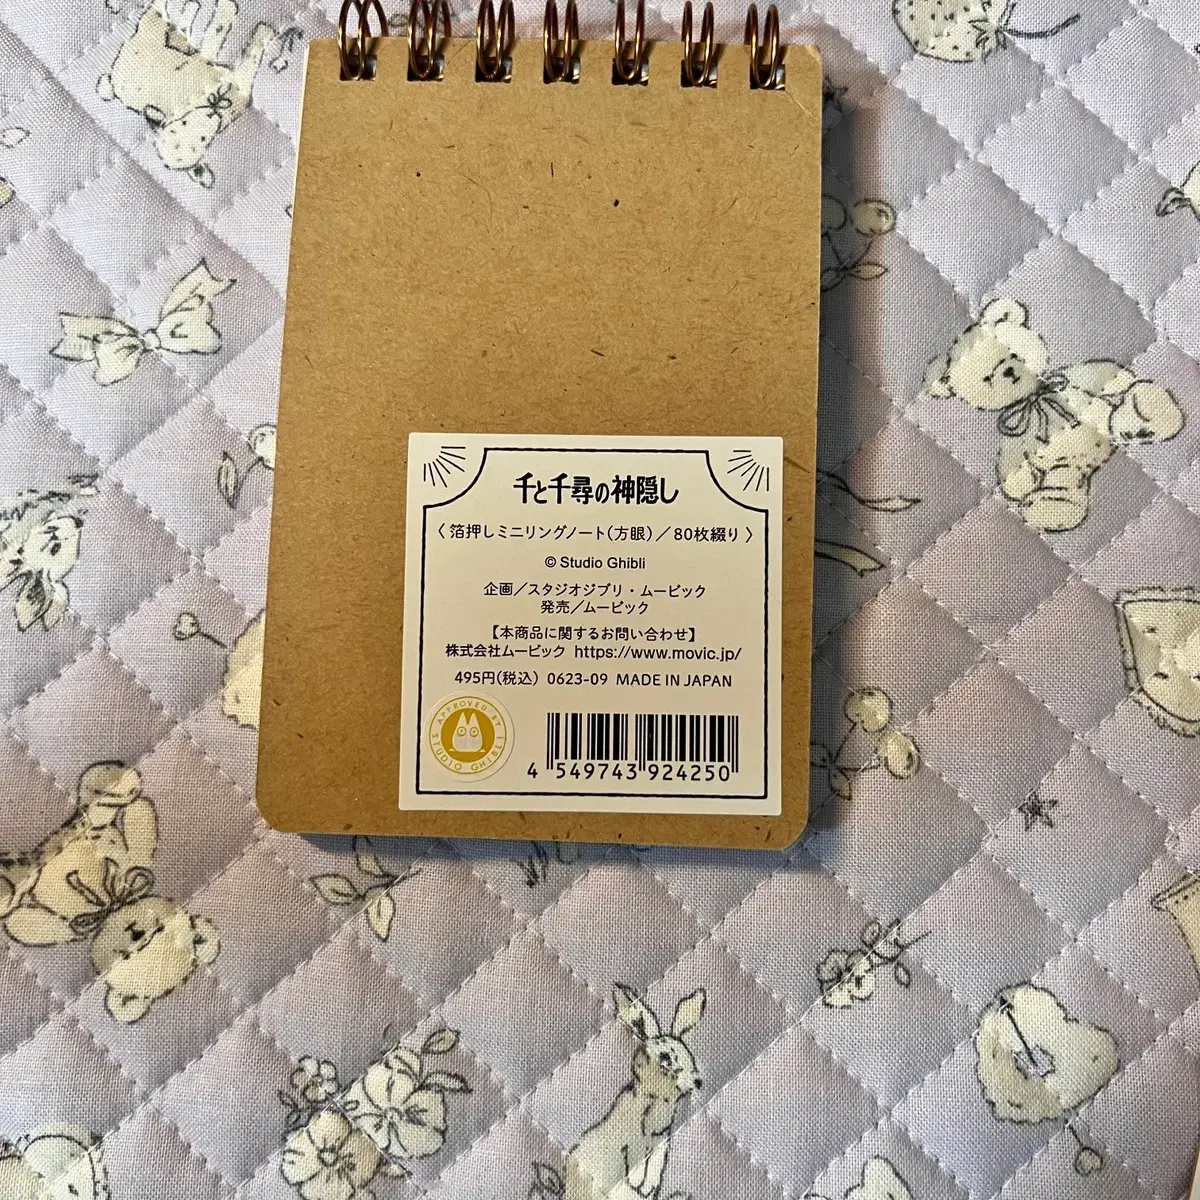 千と千尋の神隠し
〈 箔押しミニリングノート(方眼)／80枚綴り 〉
© Studio Ghibli
企画／スタジオジブリ・ムービック
発売／ムービック
【本商品に関するお問い合わせ】
株式会社ムービック https://www.movic.jp/
495円(税込) 0623-09 MADE IN JAPAN
APPROVED BY
STUDIO GHIBLI
4 549743 924250